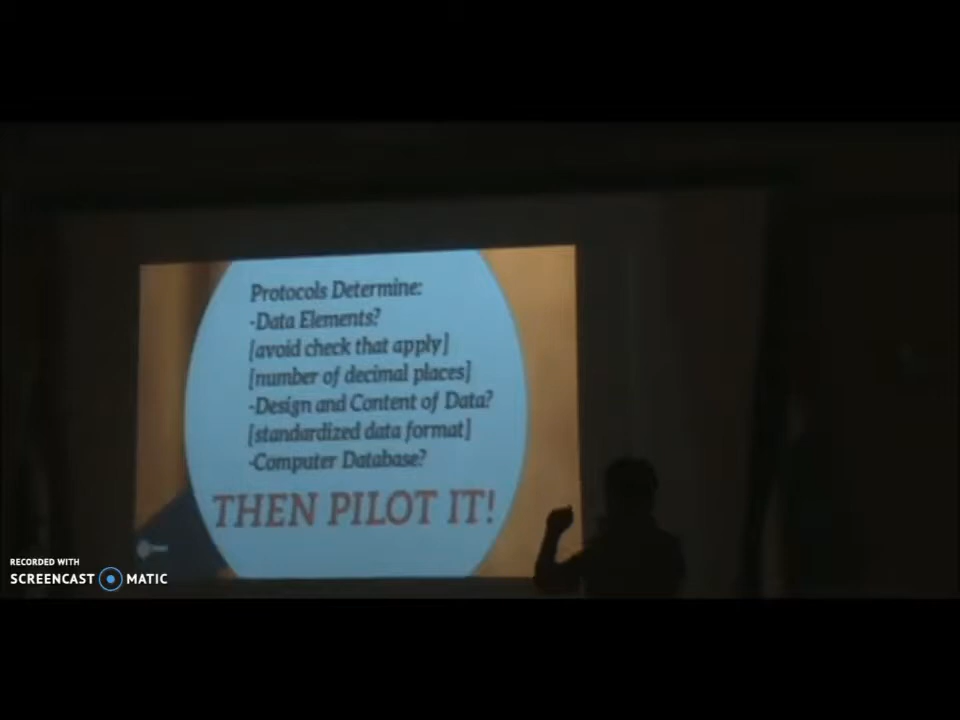 Protocols Determine:
-Data Elements?
[avoid check that apply]
[number of decimal places]
-Design and Content of Data?
[standardized data format]
-Computer Database?
THEN PILOT IT!
RECORDED WITH
SCREENCAST MATIC